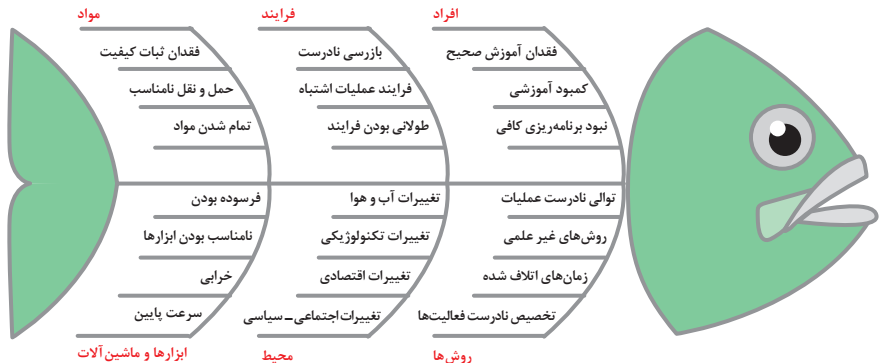 افراد
فقدان آموزش صحیح
کمبود آموزشی
نبود برنامه‌ریزی کافی
فرایند
بازرسی نادرست
فرایند عملیات اشتباه
طولانی بودن فرایند
مواد
فقدان ثبات کیفیت
حمل و نقل نامناسب
تمام شدن مواد
توالی نادرست عملیات
روش‌های غیر علمی
زمان‌های اتلاف شده
تخصیص نادرست فعالیت‌ها
روش‌ها
تغییرات آب و هوا
تغییرات تکنولوژیکی
تغییرات اقتصادی
تغییرات اجتماعی ـ سیاسی
محیط
فرسوده بودن
نامناسب بودن ابزارها
خرابی
سرعت پایین
ابزارها و ماشین‌آلات